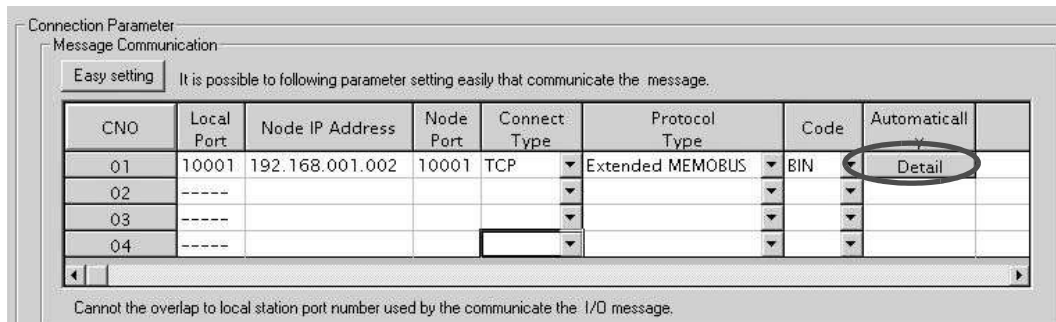 Connection Parameter
Message Communication
Easy setting It is possible to following parameter setting easily that communicate the message.
CNO Local Port Node IP Address Node Port Connect Type Protocol Type Code Automaticall
01 10001 192.168.001.002 10001 TCP Extended MEMOBUS BIN Detail
02 -----
03 -----
04 -----
Cannot the overlap to local station port number used by the communicate the I/O message.